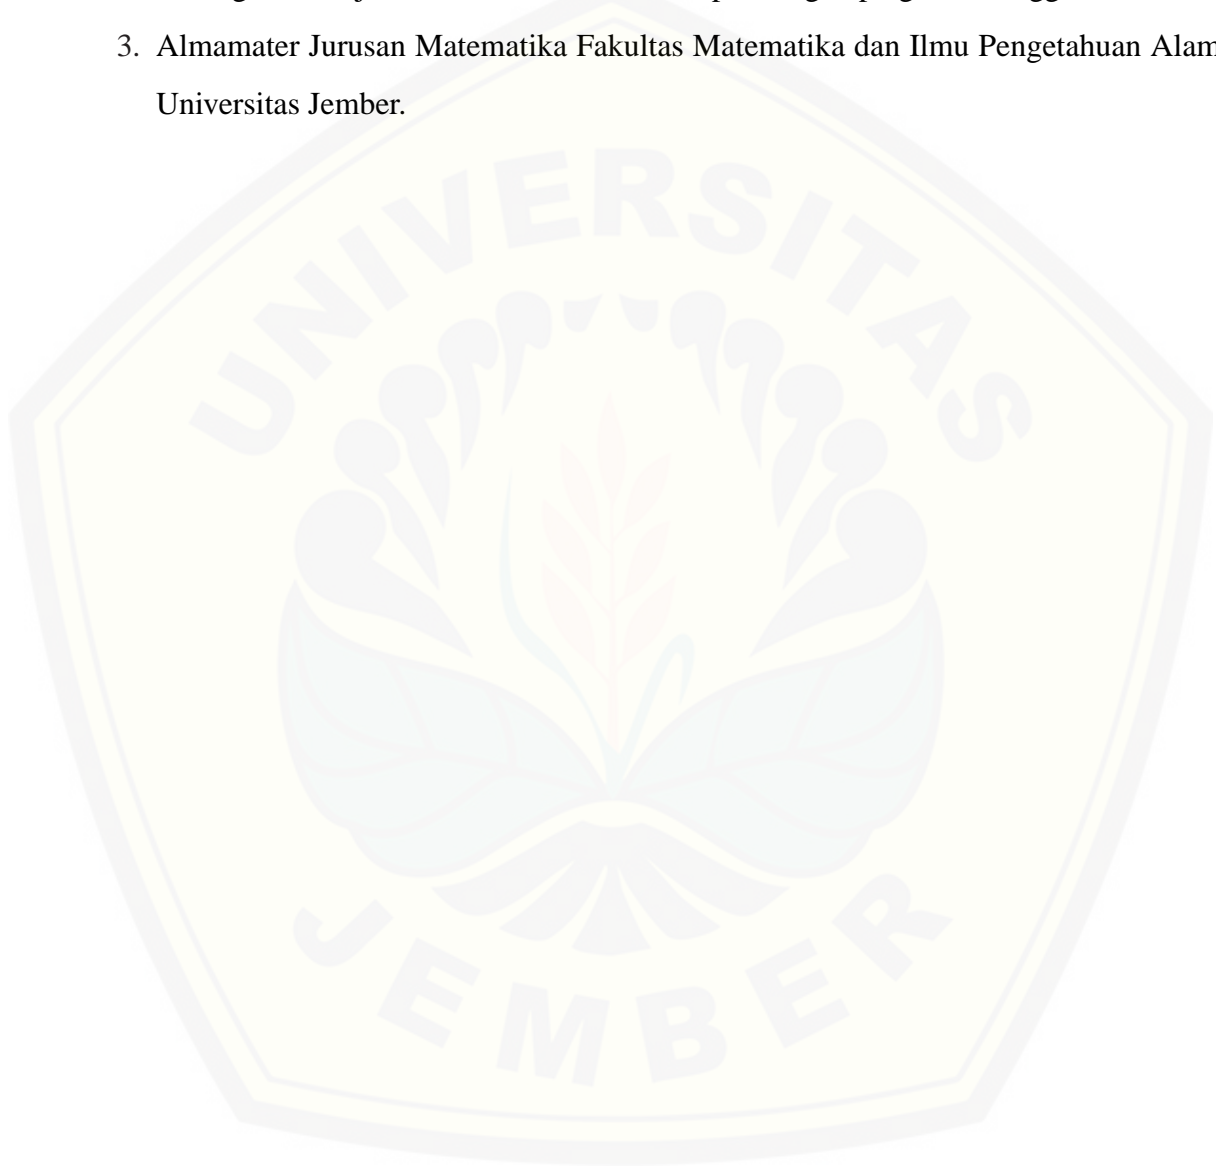 3. Almamater Jurusan Matematika Fakultas Matematika dan Ilmu Pengetahuan Alam
Universitas Jember.
UNIVERSITAS
JEMBER